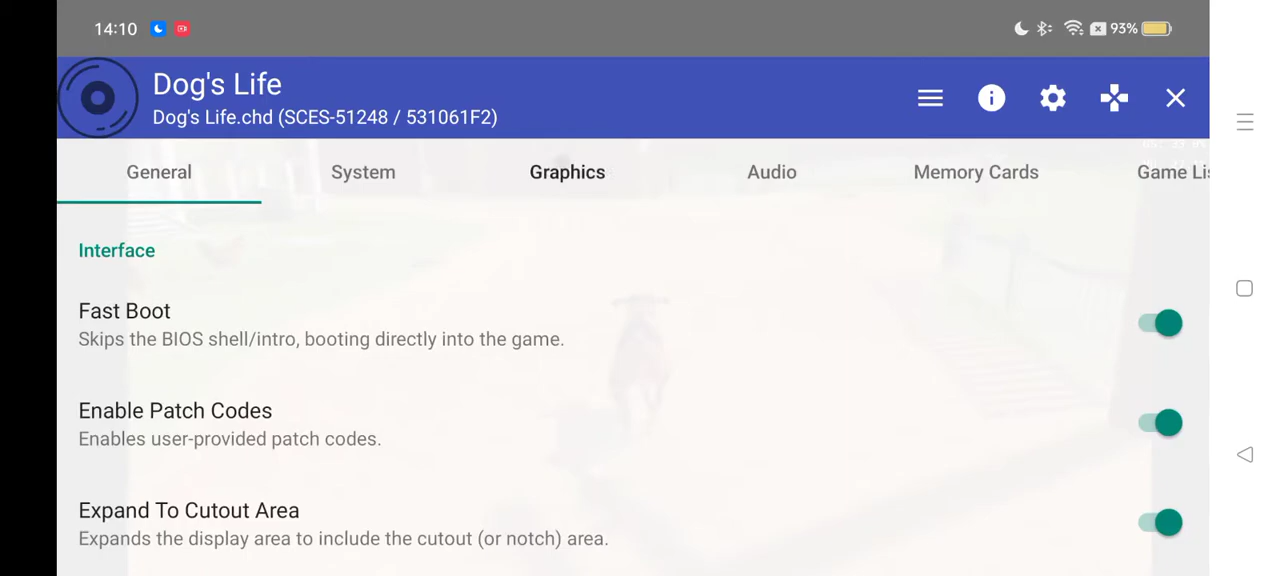 14:10 93%
Dog's Life
Dog's Life.chd (SCES-51248 / 531061F2)
General System Graphics Audio Memory Cards Game Lis
Interface
Fast Boot
Skips the BIOS shell/intro, booting directly into the game.
Enable Patch Codes
Enables user-provided patch codes.
Expand To Cutout Area
Expands the display area to include the cutout (or notch) area.